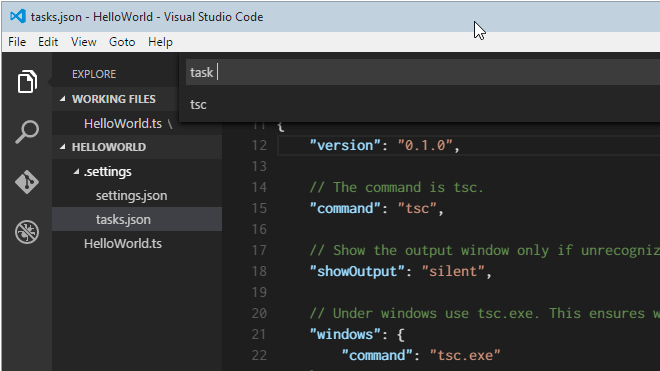 tasks.json - HelloWorld - Visual Studio Code
File Edit View Goto Help
EXPLORE
task
tsc
WORKING FILES
HelloWorld.ts \
HELLOWORLD
.settings
settings.json
tasks.json
HelloWorld.ts
11 {
12 "version": "0.1.0",
13
14 // The command is tsc.
15 "command": "tsc",
16
17 // Show the output window only if
18 "showOutput": "silent",
19
20 // Under windows use tsc.exe. This ensures
21 "windows": {
22 "command": "tsc.exe"